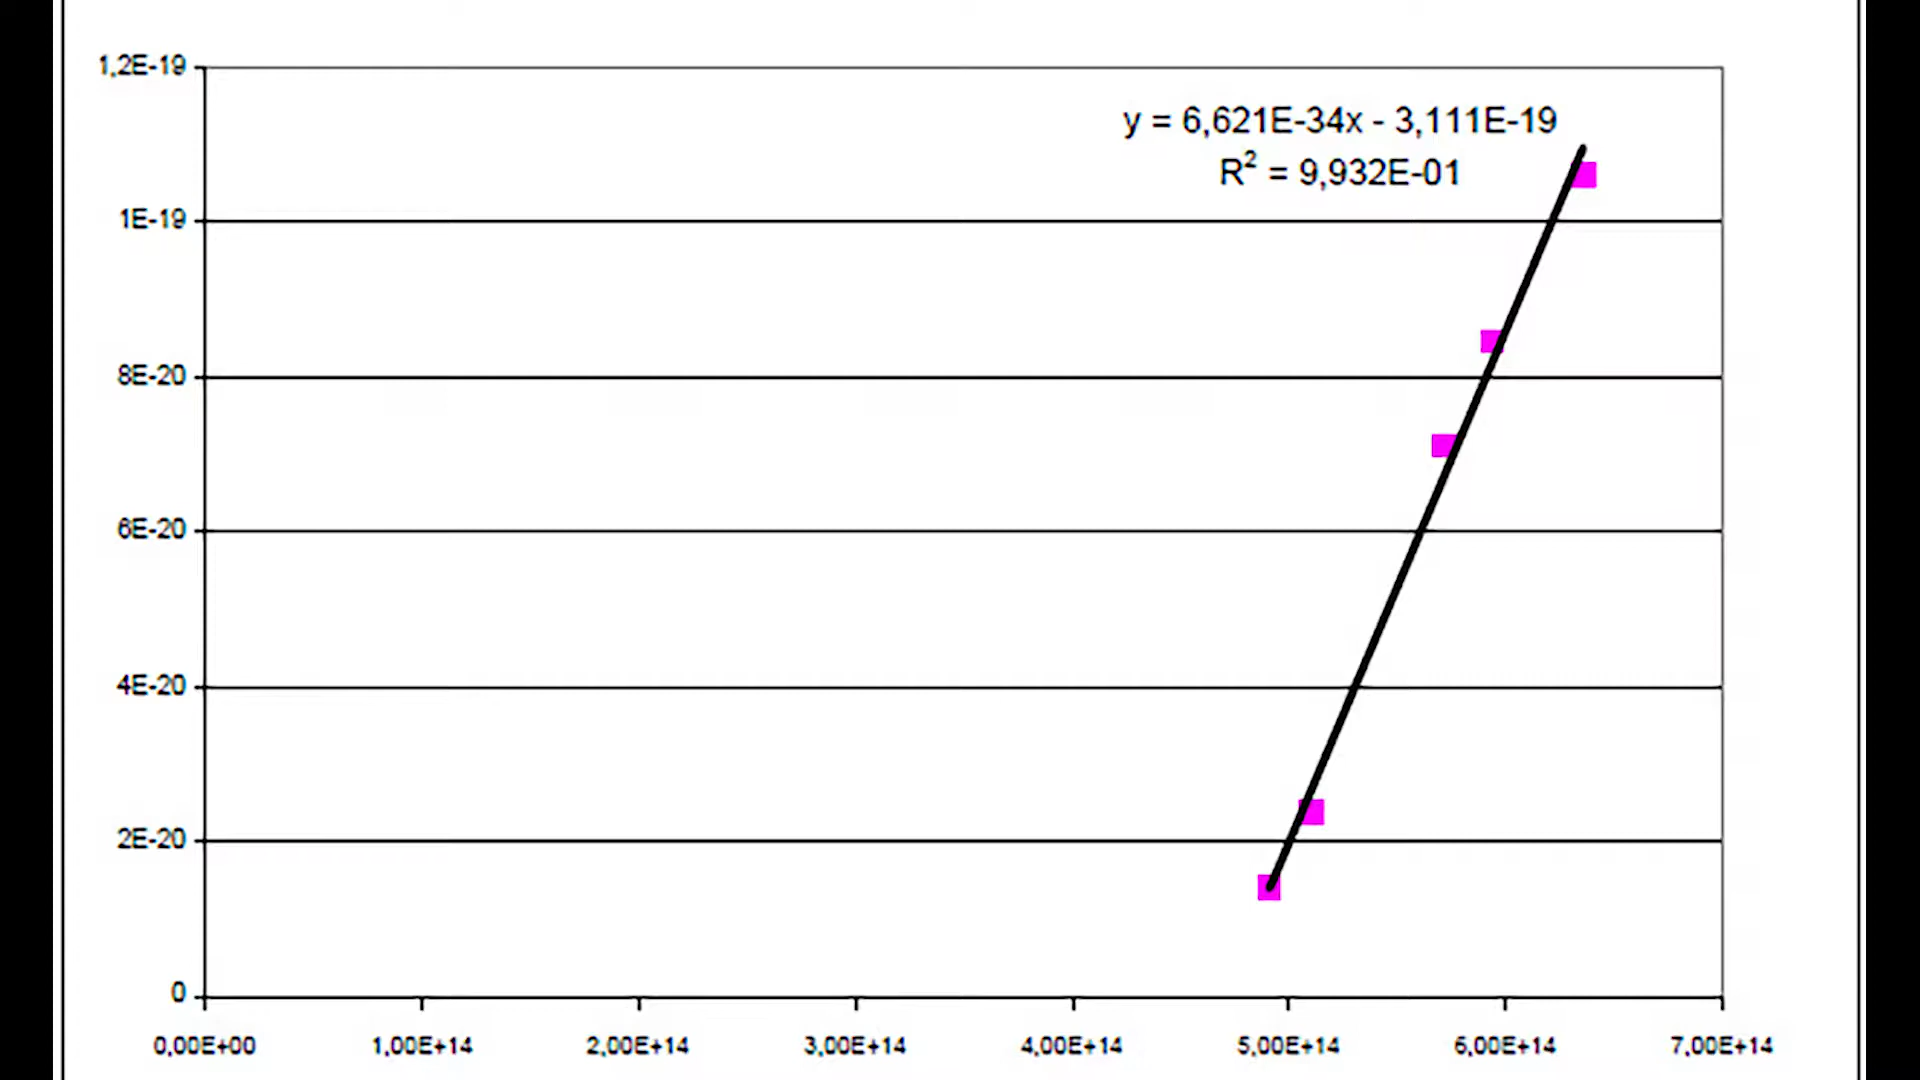 1,2E-19
y = 6,621E-34x - 3,111E-19
R² = 9,932E-01
1E-19
8E-20
6E-20
4E-20
2E-20
0
0,00E+00 1,00E+14 2,00E+14 3,00E+14 4,00E+14 5,00E+14 6,00E+14 7,00E+14